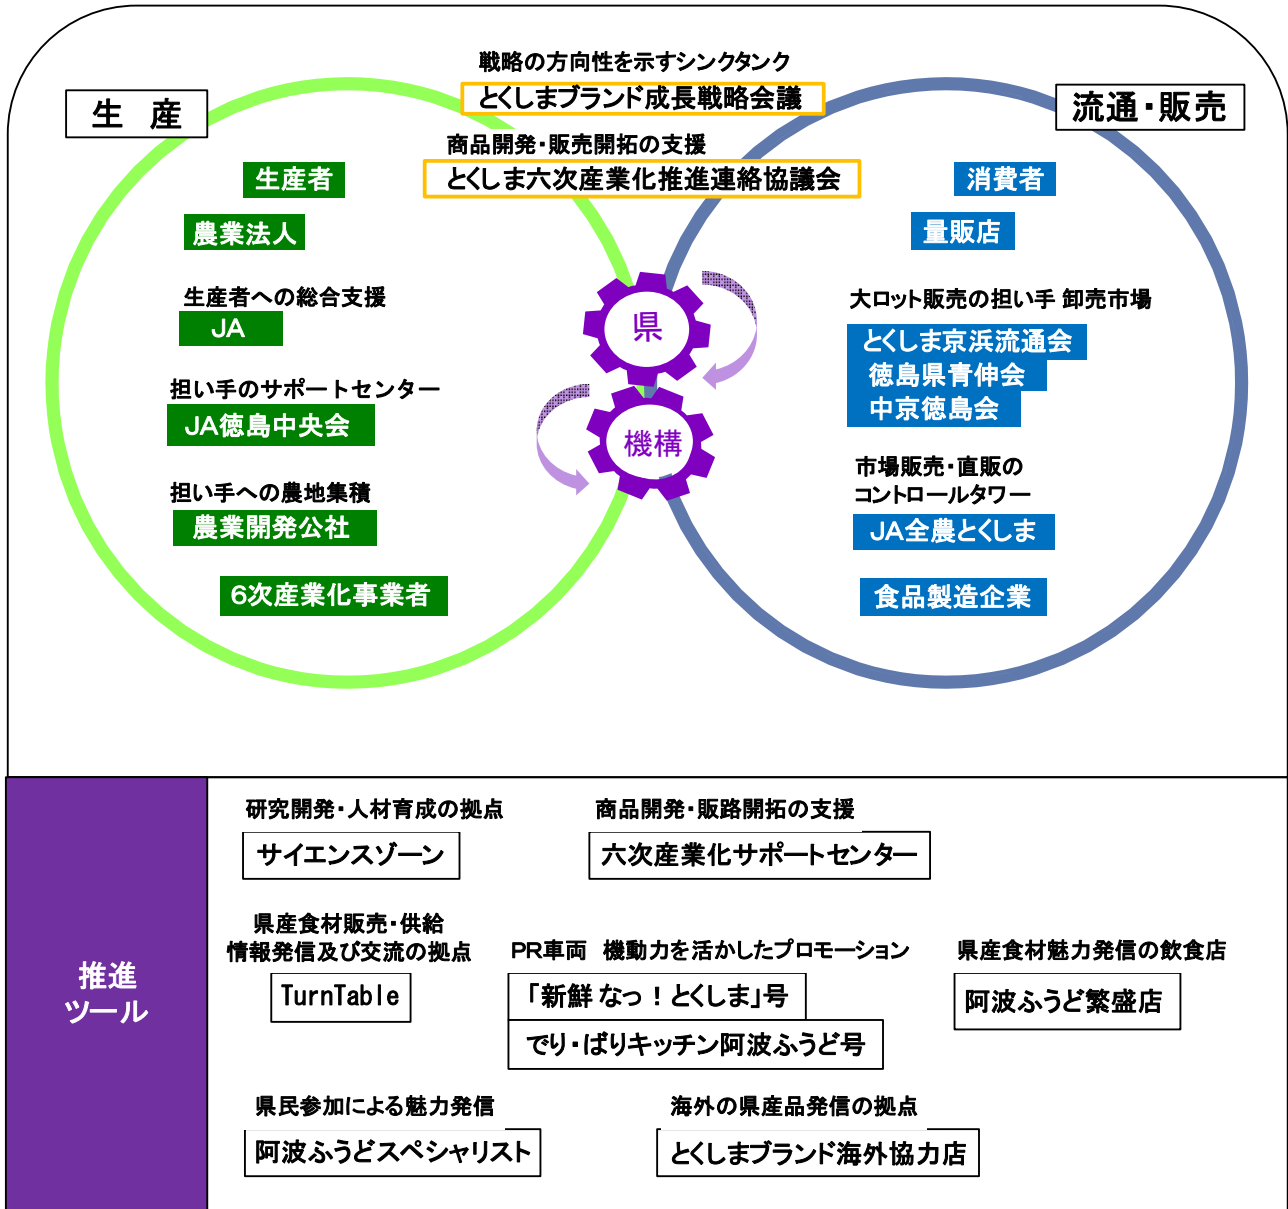 戦略の方向性を示すシンクタンク
とくしまブランド成長戦略会議
商品開発・販売開拓の支援
とくしま六次産業化推進連絡協議会
生 産
生産者
農業法人
生産者への総合支援
JA
担い手のサポートセンター
JA徳島中央会
担い手への農地集積
農業開発公社
6次産業化事業者
県
機構
流通・販売
消費者
量販店
大ロット販売の担い手 卸売市場
とくしま京浜流通会
徳島県青伸会
中京徳島会
市場販売・直販の
コントロールタワー
JA全農とくしま
食品製造企業
推進
ツール
研究開発・人材育成の拠点
サイエンスゾーン
商品開発・販路開拓の支援
六次産業化サポートセンター
県産食材販売・供給
情報発信及び交流の拠点
TurnTable
PR車両 機動力を活かしたプロモーション
「新鮮 なっ！とくしま」号
でり・ばりキッチン阿波ふうど号
県産食材魅力発信の飲食店
阿波ふうど繁盛店
県民参加による魅力発信
阿波ふうどスペシャリスト
海外の県産品発信の拠点
とくしまブランド海外協力店